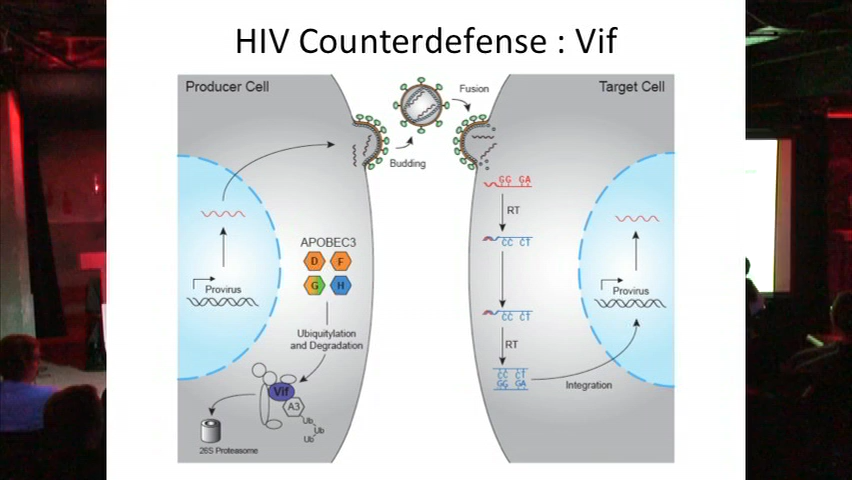 HIV Counterdefense : Vif
Producer Cell
Fusion
Target Cell
Budding
GG GA
RT
CC CT
APOBEC3
D F
G H
Provirus
Provirus
CC CT
Ubiquitylation
and Degradation
RT
CC CT
GG GA
Integration
Vif
A3
Ub
Ub
Ub
26S Proteasome